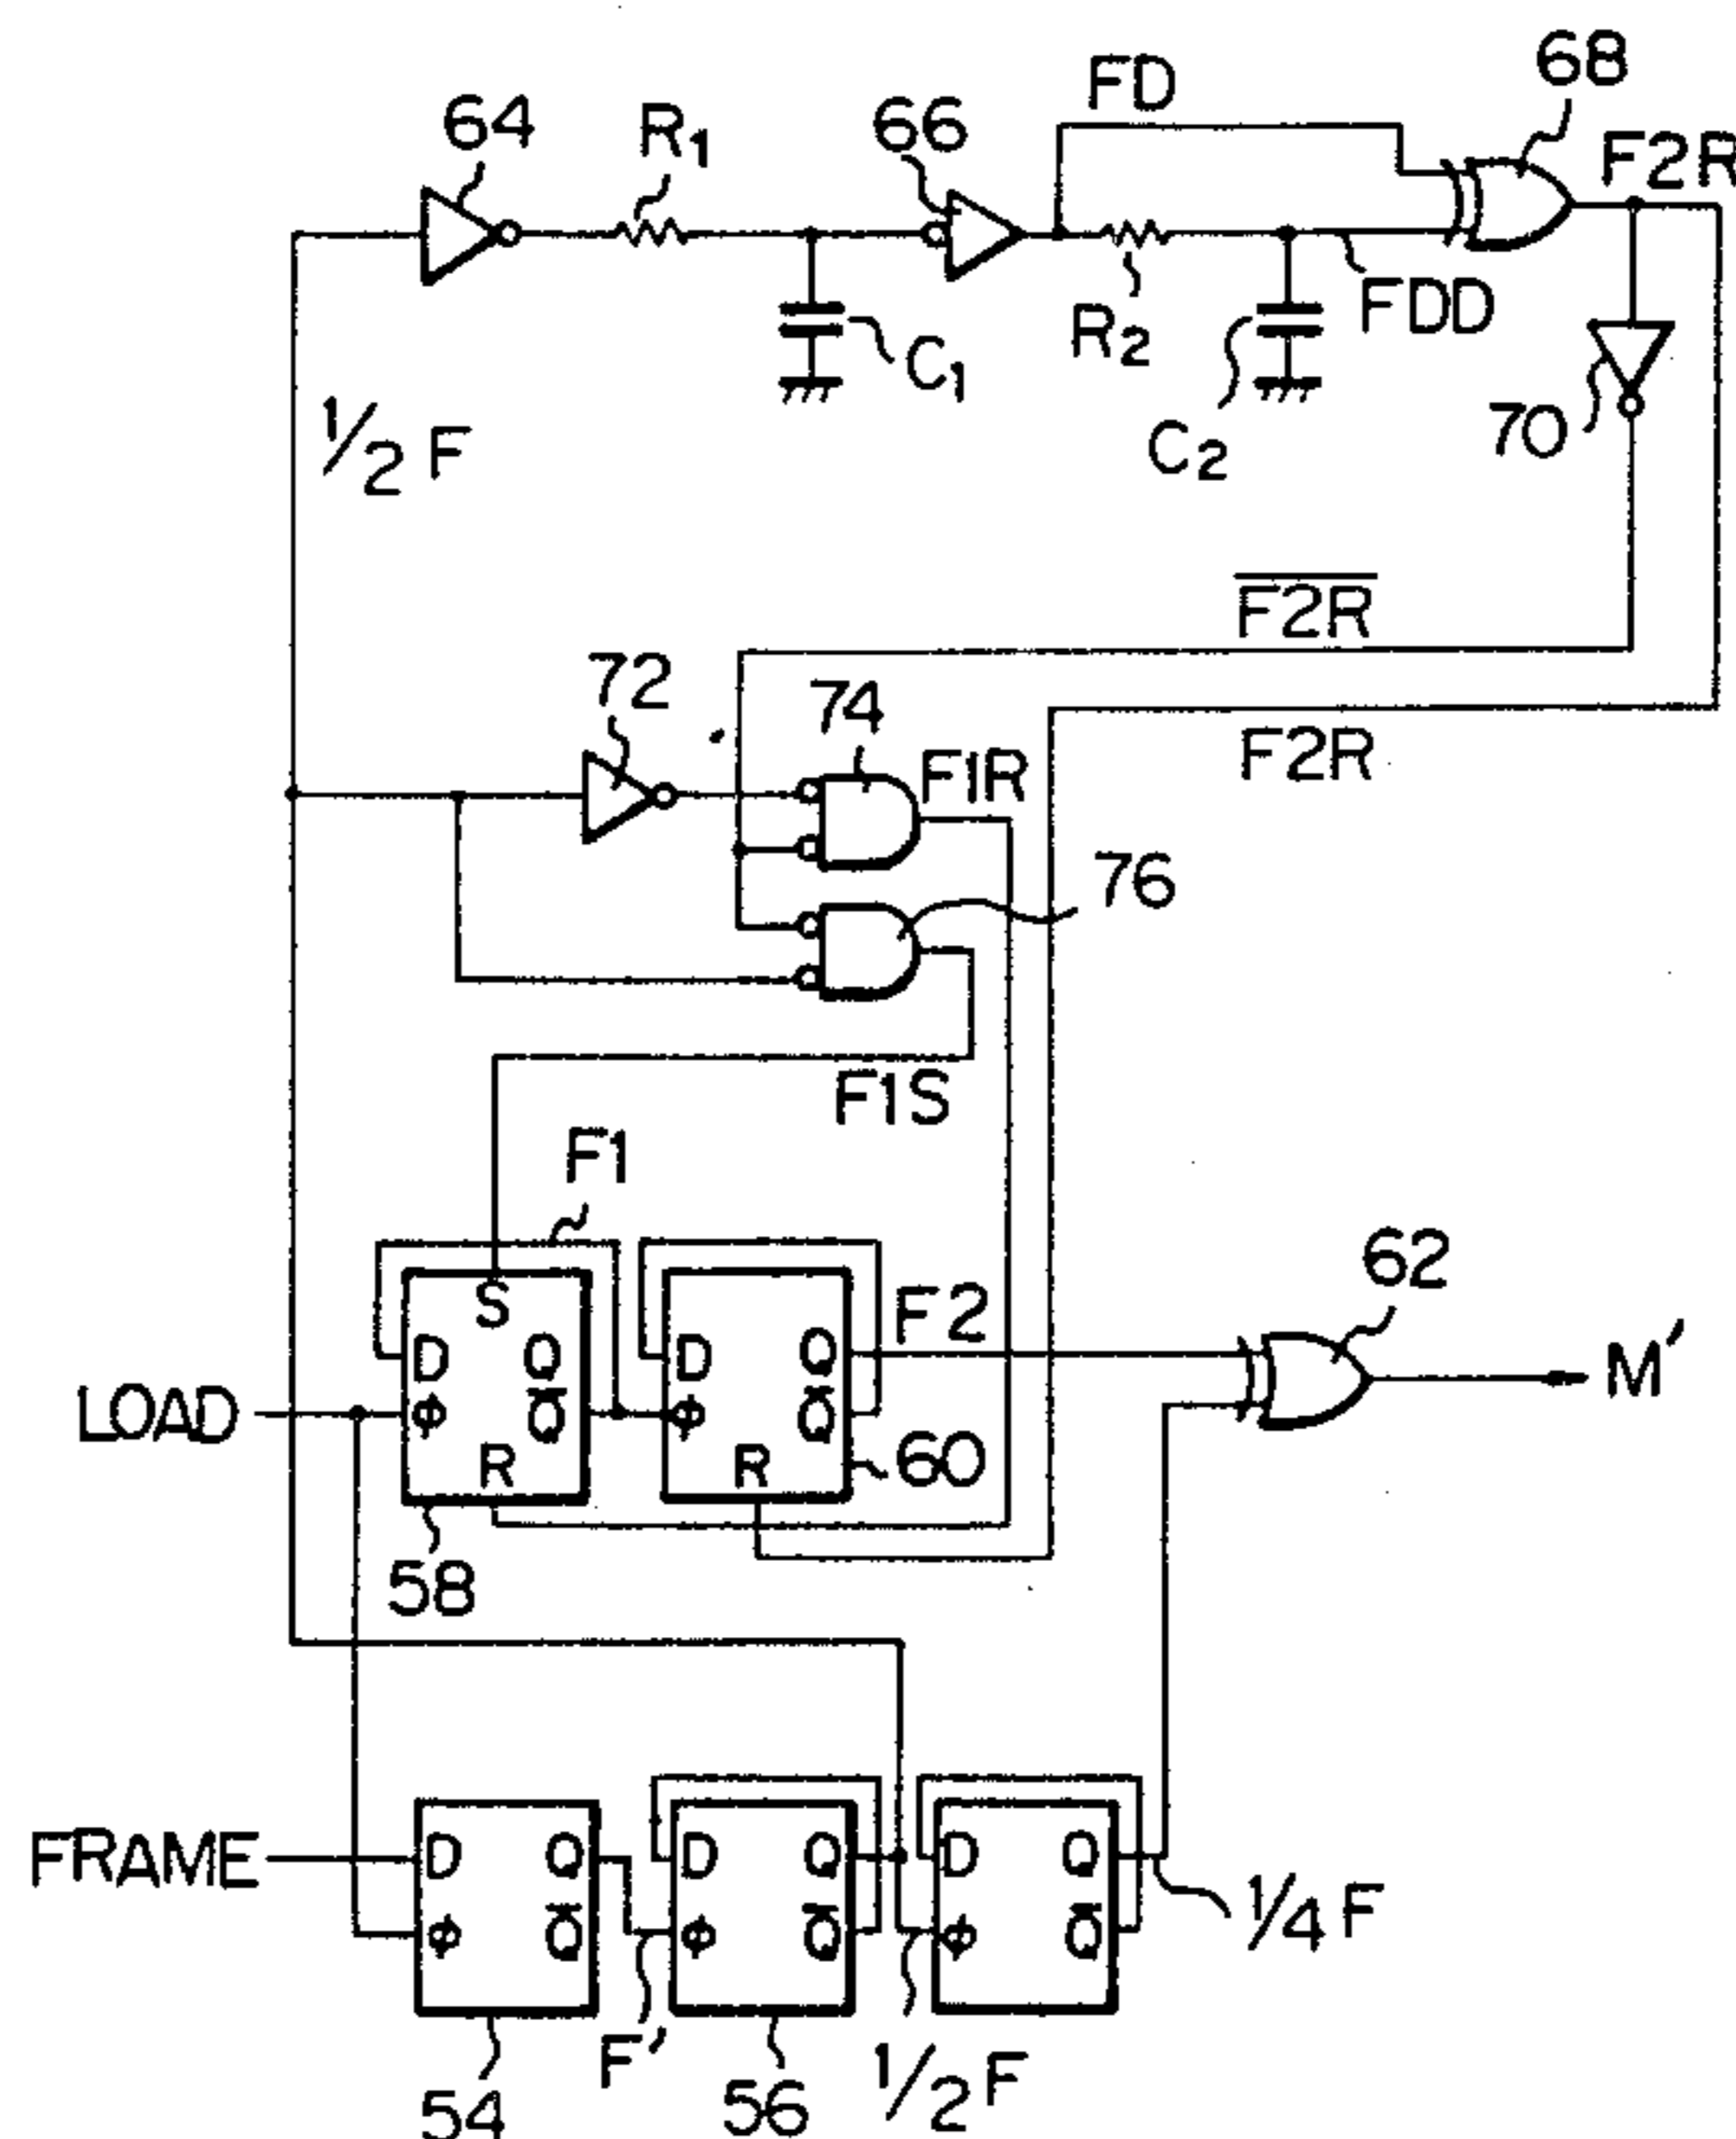 68
FD
64
R1
66
F2R
FDD
R2
C1
½F
C2
70
F̅2̅R̅
72
74
F1R
F2R
76
F1S
F1
62
S
F2
D
Q
D
Q
M'
LOAD
ϕ
Q̅
ϕ
Q̅
R
R
60
58
FRAME
D
Q
D
Q
D
Q
¼F
ϕ
Q̅
ϕ
Q̅
ϕ
Q̅
F'
½F
54
56